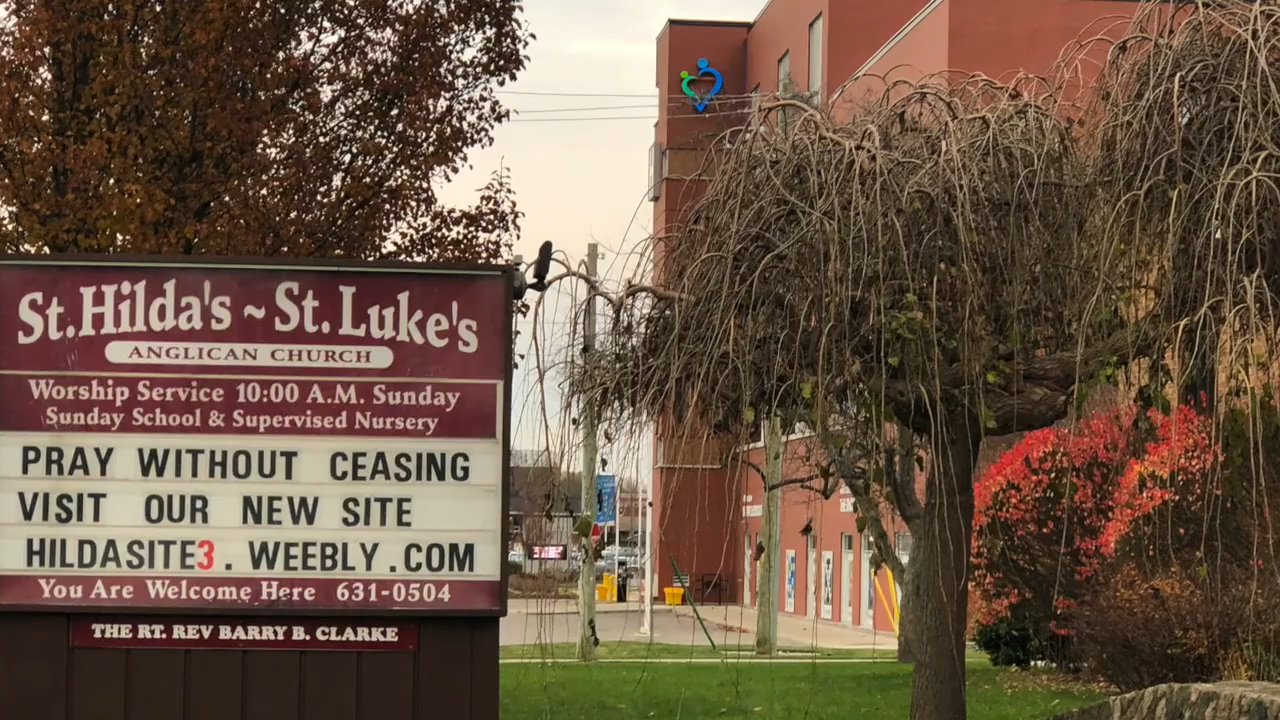 St. Hilda's ~ St. Luke's
ANGLICAN CHURCH
Worship Service 10:00 A.M. Sunday
Sunday School & Supervised Nursery
PRAY WITHOUT CEASING
VISIT OUR NEW SITE
HILDASITE3.WEEBLY.COM
You Are Welcome Here 631-0504
THE RT. REV BARRY B. CLARKE